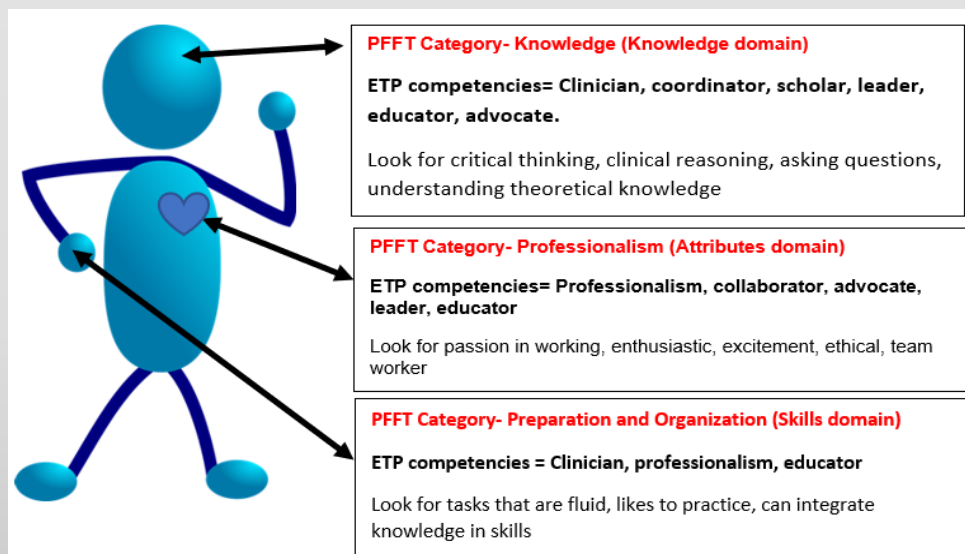 PFFT Category- Knowledge (Knowledge domain)
ETP competencies= Clinician, coordinator, scholar, leader,
educator, advocate.
Look for critical thinking, clinical reasoning, asking questions,
understanding theoretical knowledge
PFFT Category- Professionalism (Attributes domain)
ETP competencies= Professionalism, collaborator, advocate,
leader, educator
Look for passion in working, enthusiastic, excitement, ethical, team
worker
PFFT Category- Preparation and Organization (Skills domain)
ETP competencies = Clinician, professionalism, educator
Look for tasks that are fluid, likes to practice, can integrate
knowledge in skills